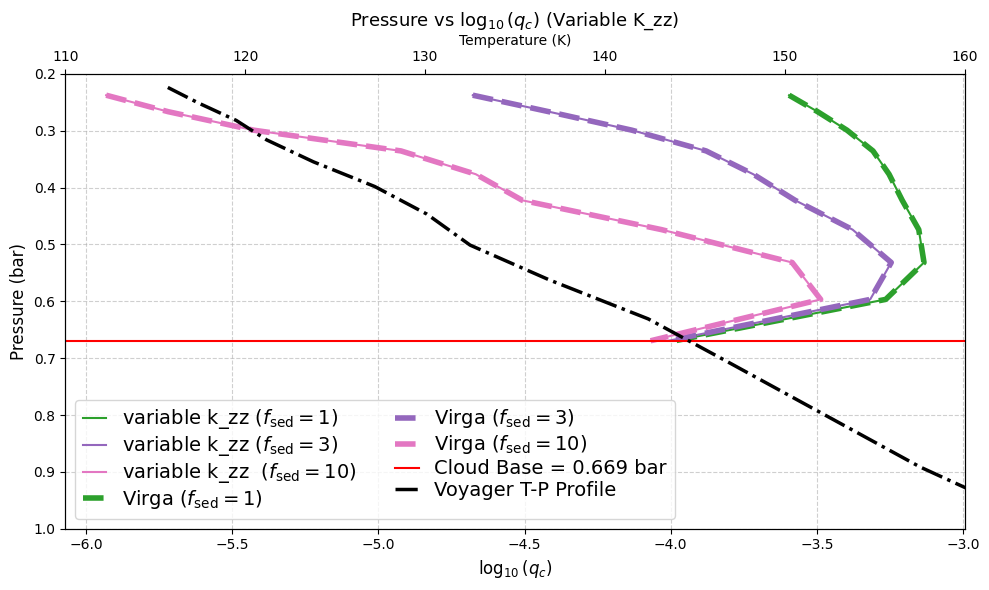 Pressure vs log₁₀(q_c) (Variable K_zz)
Temperature (K)
110 120 130 140 150 160
0.2
0.3
0.4
0.5
0.6
0.7
0.8
0.9
1.0
Pressure (bar)
variable k_zz (f_sed = 1)
variable k_zz (f_sed = 3)
variable k_zz (f_sed = 10)
Virga (f_sed = 1)
Virga (f_sed = 3)
Virga (f_sed = 10)
Cloud Base = 0.669 bar
Voyager T-P Profile
−6.0 −5.5 −5.0 −4.5 −4.0 −3.5 −3.0
log₁₀(q_c)